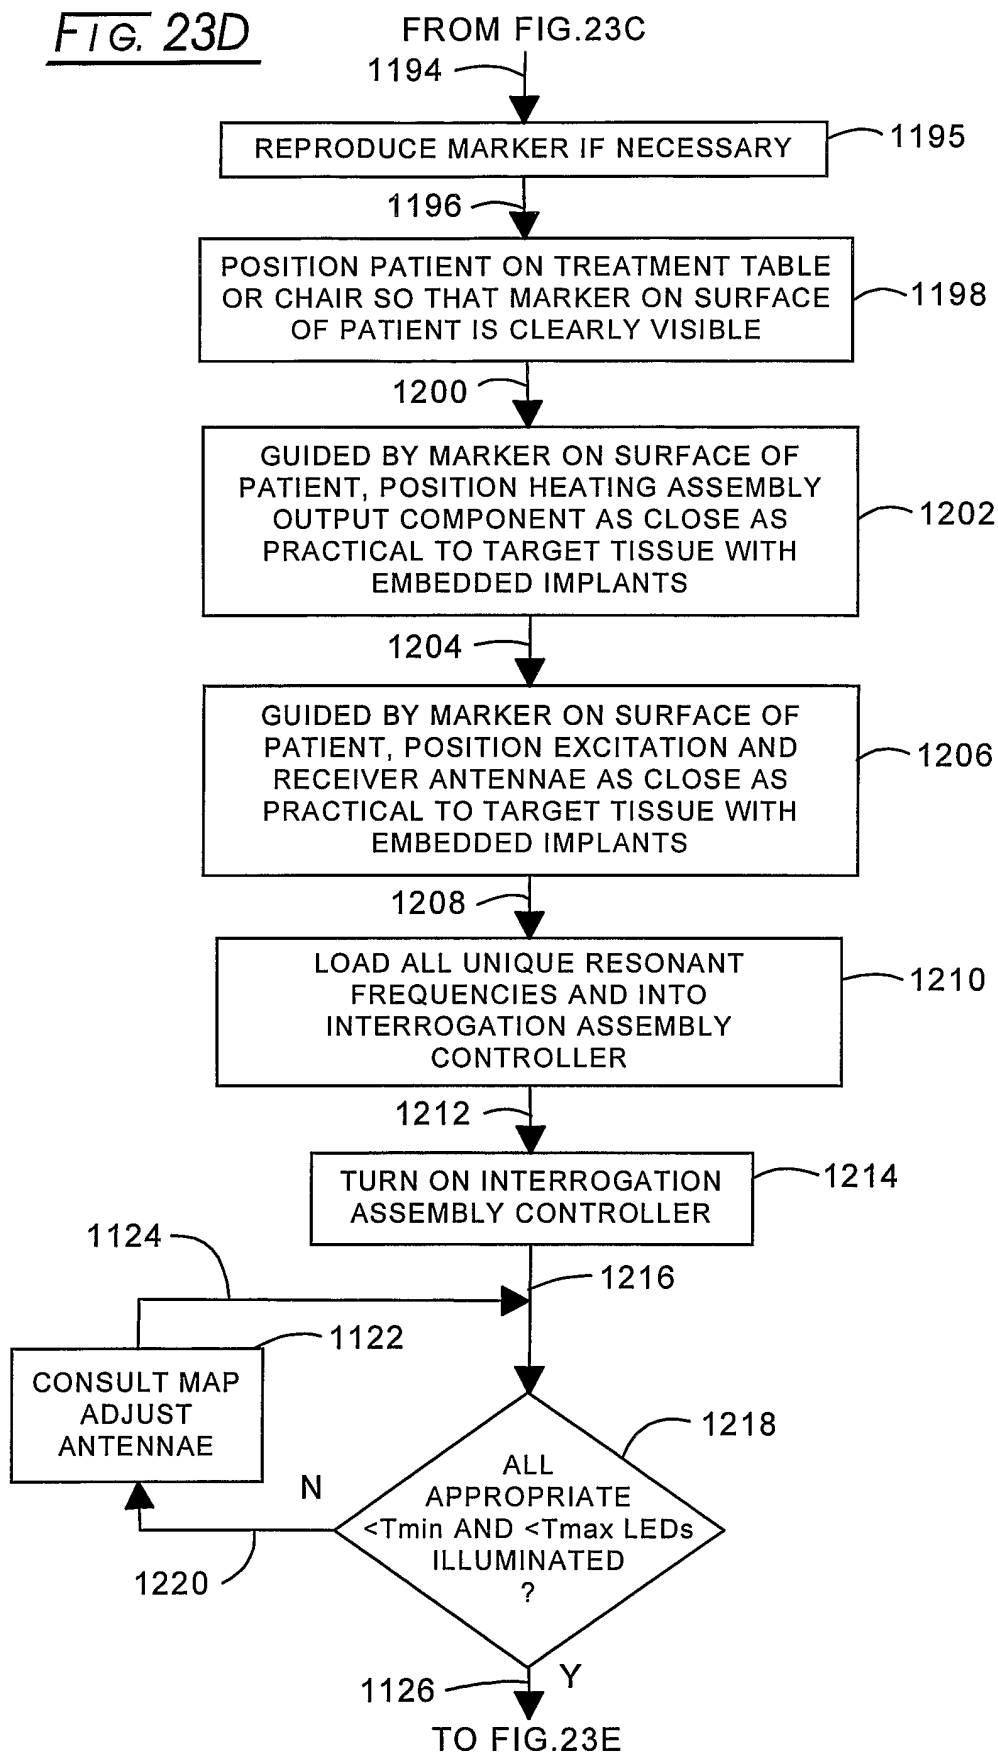 FIG. 23D
FROM FIG.23C
1194
REPRODUCE MARKER IF NECESSARY
1195
1196
POSITION PATIENT ON TREATMENT TABLE
OR CHAIR SO THAT MARKER ON SURFACE
OF PATIENT IS CLEARLY VISIBLE
1198
1200
GUIDED BY MARKER ON SURFACE OF
PATIENT, POSITION HEATING ASSEMBLY
OUTPUT COMPONENT AS CLOSE AS
PRACTICAL TO TARGET TISSUE WITH
EMBEDDED IMPLANTS
1202
1204
GUIDED BY MARKER ON SURFACE OF
PATIENT, POSITION EXCITATION AND
RECEIVER ANTENNAE AS CLOSE AS
PRACTICAL TO TARGET TISSUE WITH
EMBEDDED IMPLANTS
1206
1208
LOAD ALL UNIQUE RESONANT
FREQUENCIES AND INTO
INTERROGATION ASSEMBLY
CONTROLLER
1210
1212
TURN ON INTERROGATION
ASSEMBLY CONTROLLER
1214
1124
1216
1122
CONSULT MAP
ADJUST
ANTENNAE
1218
ALL
APPROPRIATE
<Tmin AND <Tmax LEDs
ILLUMINATED
?
N
1220
1126
Y
TO FIG.23E